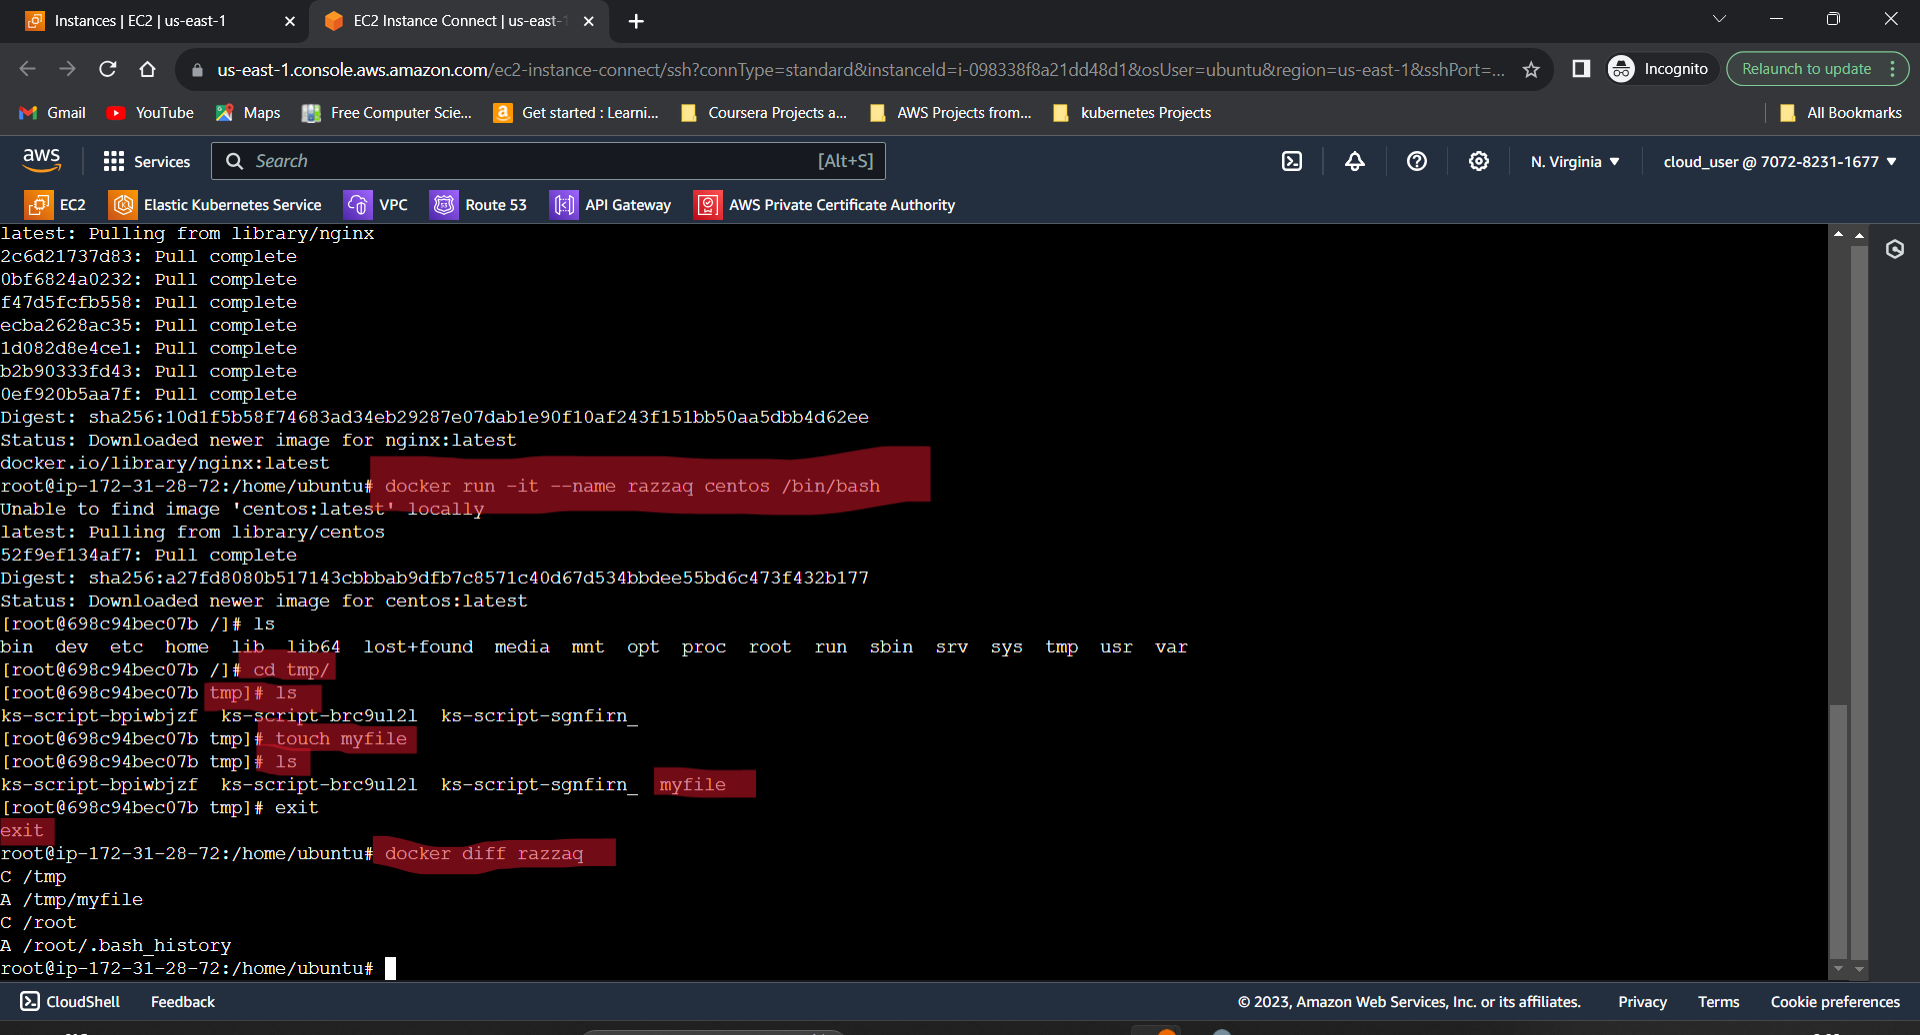 Instances | EC2 | us-east-1
EC2 Instance Connect | us-east-1
us-east-1.console.aws.amazon.com/ec2-instance-connect/ssh?connType=standard&instanceId=i-098338f8a21dd48d1&osUser=ubuntu&region=us-east-1&sshPort=...
Incognito
Relaunch to update
Gmail YouTube Maps Free Computer Scie... Get started : Learni... Coursera Projects a... AWS Projects from... kubernetes Projects All Bookmarks
aws Services Search [Alt+S] N. Virginia cloud_user @ 7072-8231-1677
EC2 Elastic Kubernetes Service VPC Route 53 API Gateway AWS Private Certificate Authority
latest: Pulling from library/nginx
2c6d21737d83: Pull complete
0bf6824a0232: Pull complete
f47d5fcfb558: Pull complete
ecba2628ac35: Pull complete
1d082d8e4ce1: Pull complete
b2b90333fd43: Pull complete
0ef920b5aa7f: Pull complete
Digest: sha256:10d1f5b58f74683ad34eb29287e07dab1e90f10af243f151bb50aa5dbb4d62ee
Status: Downloaded newer image for nginx:latest
docker.io/library/nginx:latest
root@ip-172-31-28-72:/home/ubuntu# docker run -it --name razzaq centos /bin/bash
Unable to find image 'centos:latest' locally
latest: Pulling from library/centos
52f9ef134af7: Pull complete
Digest: sha256:a27fd8080b517143cbbbab9dfb7c8571c40d67d534bbdee55bd6c473f432b177
Status: Downloaded newer image for centos:latest
[root@698c94bec07b /]# ls
bin dev etc home lib lib64 lost+found media mnt opt proc root run sbin srv sys tmp usr var
[root@698c94bec07b /]# cd tmp/
[root@698c94bec07b tmp]# ls
ks-script-bpiwbjzf ks-script-brc9ul2l ks-script-sgnfirn_
[root@698c94bec07b tmp]# touch myfile
[root@698c94bec07b tmp]# ls
ks-script-bpiwbjzf ks-script-brc9ul2l ks-script-sgnfirn_ myfile
[root@698c94bec07b tmp]# exit
exit
root@ip-172-31-28-72:/home/ubuntu# docker diff razzaq
C /tmp
A /tmp/myfile
C /root
A /root/.bash_history
root@ip-172-31-28-72:/home/ubuntu#
CloudShell Feedback © 2023, Amazon Web Services, Inc. or its affiliates. Privacy Terms Cookie preferences